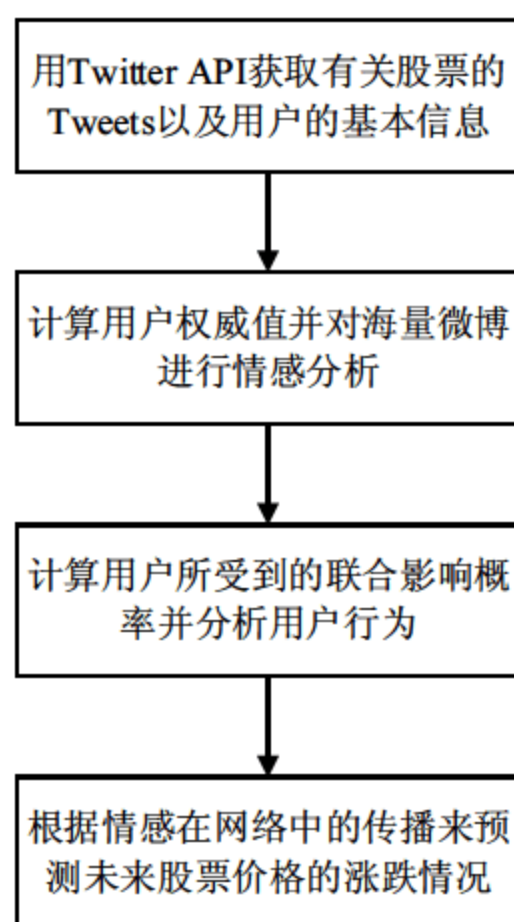 用Twitter API获取有关股票的
Tweets以及用户的基本信息
计算用户权威值并对海量微博
进行情感分析
计算用户所受到的联合影响概
率并分析用户行为
根据情感在网络中的传播来预
测未来股票价格的涨跌情况